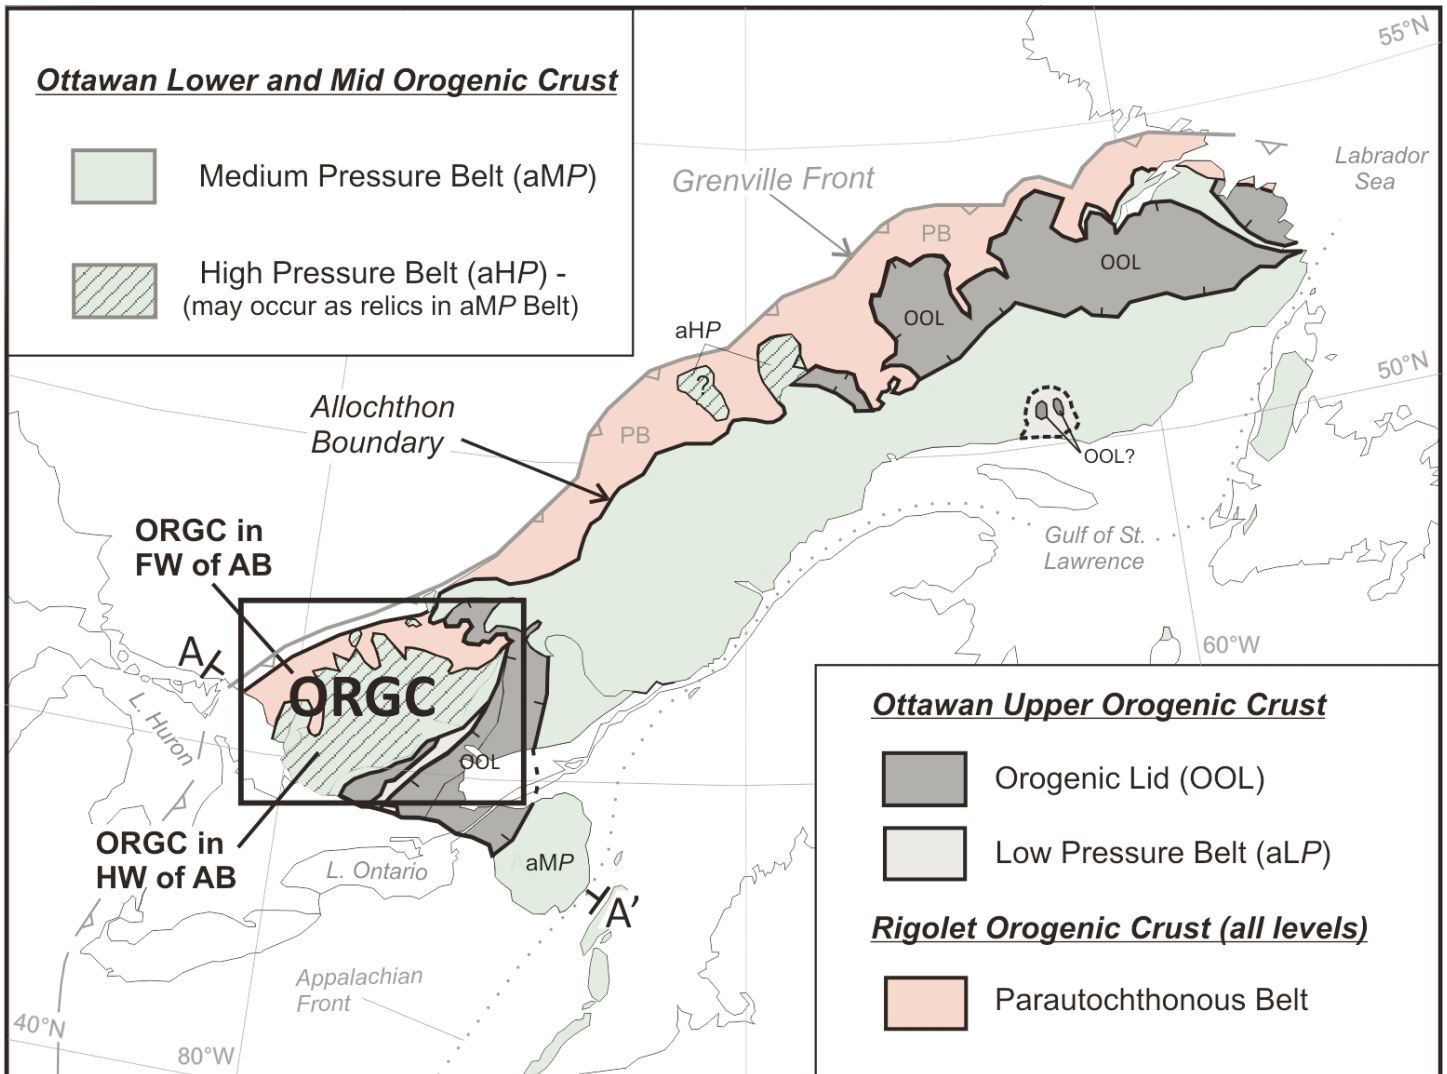 Ottawan Lower and Mid Orogenic Crust
Medium Pressure Belt (aMP)
High Pressure Belt (aHP) -
(may occur as relics in aMP Belt)
55°N
Labrador
Sea
Grenville Front
PB
OOL
OOL
aHP
?
50°N
Allochthon
Boundary
PB
OOL?
ORGC in
FW of AB
Gulf of St.
Lawrence
A
60°W
ORGC
L. Huron
OOL
ORGC in
HW of AB
L. Ontario
aMP
A'
Appalachian
Front
40°N
80°W
Ottawan Upper Orogenic Crust
Orogenic Lid (OOL)
Low Pressure Belt (aLP)
Rigolet Orogenic Crust (all levels)
Parautochthonous Belt